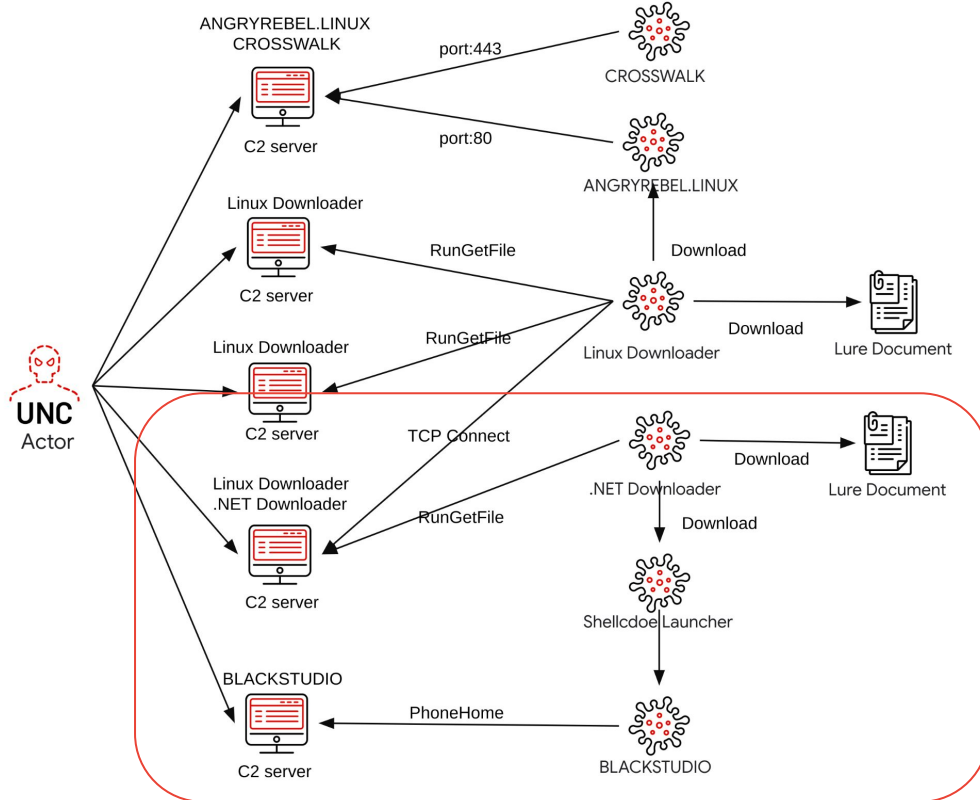 ANGRYREBEL.LINUX
CROSSWALK
C2 server
port:443
CROSSWALK
port:80
ANGRYREBEL.LINUX
Linux Downloader
C2 server
RunGetFile
Download
Linux Downloader
Download
Lure Document
Linux Downloader
C2 server
RunGetFile
UNC
Actor
TCP Connect
.NET Downloader
Download
Lure Document
Linux Downloader
.NET Downloader
C2 server
RunGetFile
Download
Shellcdoe Launcher
BLACKSTUDIO
C2 server
PhoneHome
BLACKSTUDIO